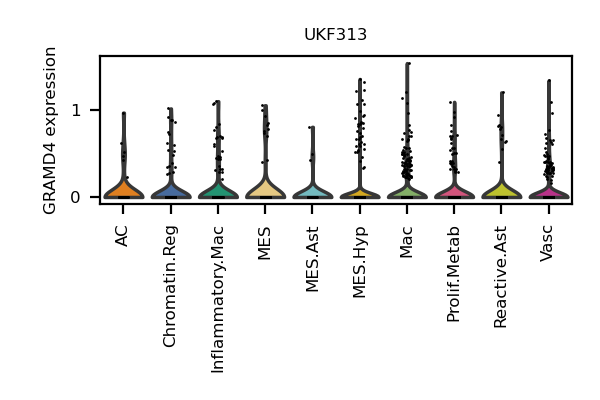 UKF313
GRAMD4 expression
1
0
AC
Chromatin.Reg
Inflammatory.Mac
MES
MES.Ast
MES.Hyp
Mac
Prolif.Metab
Reactive.Ast
Vasc